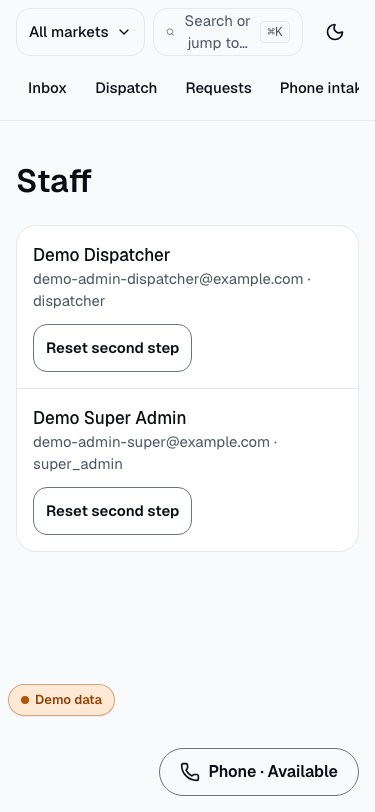 All markets
Search or
jump to…
⌘K
Inbox
Dispatch
Requests
Phone intak
Staff
Demo Dispatcher
demo-admin-dispatcher@example.com ·
dispatcher
Reset second step
Demo Super Admin
demo-admin-super@example.com ·
super_admin
Reset second step
Demo data
Phone · Available